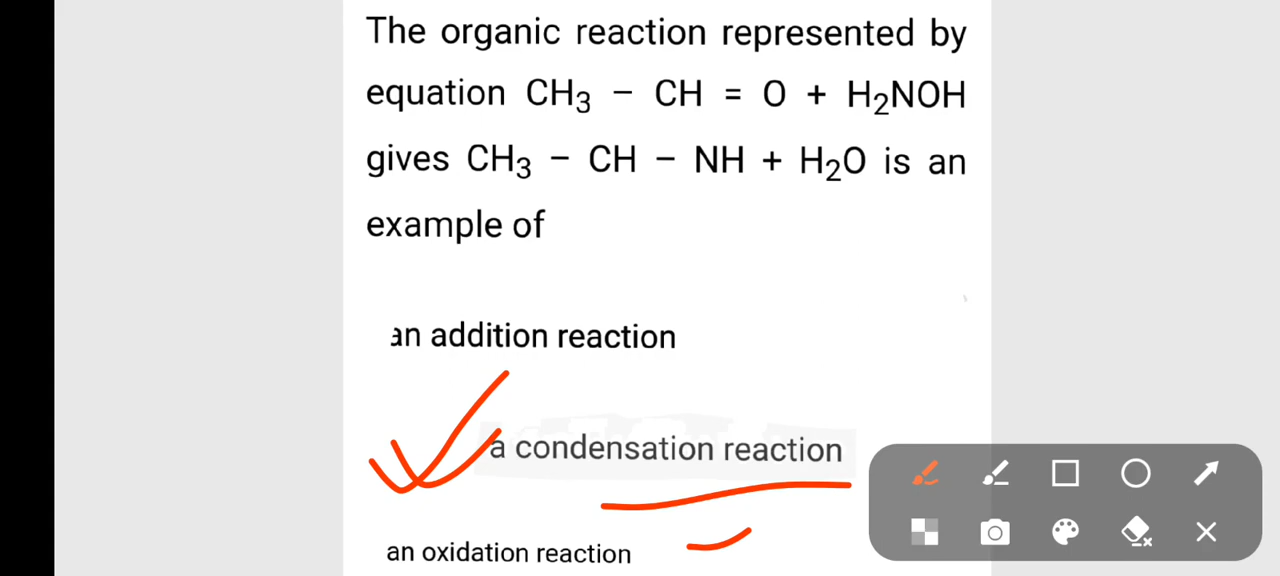 The organic reaction represented by
equation CH₃ − CH = O + H₂NOH
gives CH₃ − CH − NH + H₂O is an
example of
an addition reaction
a condensation reaction
an oxidation reaction